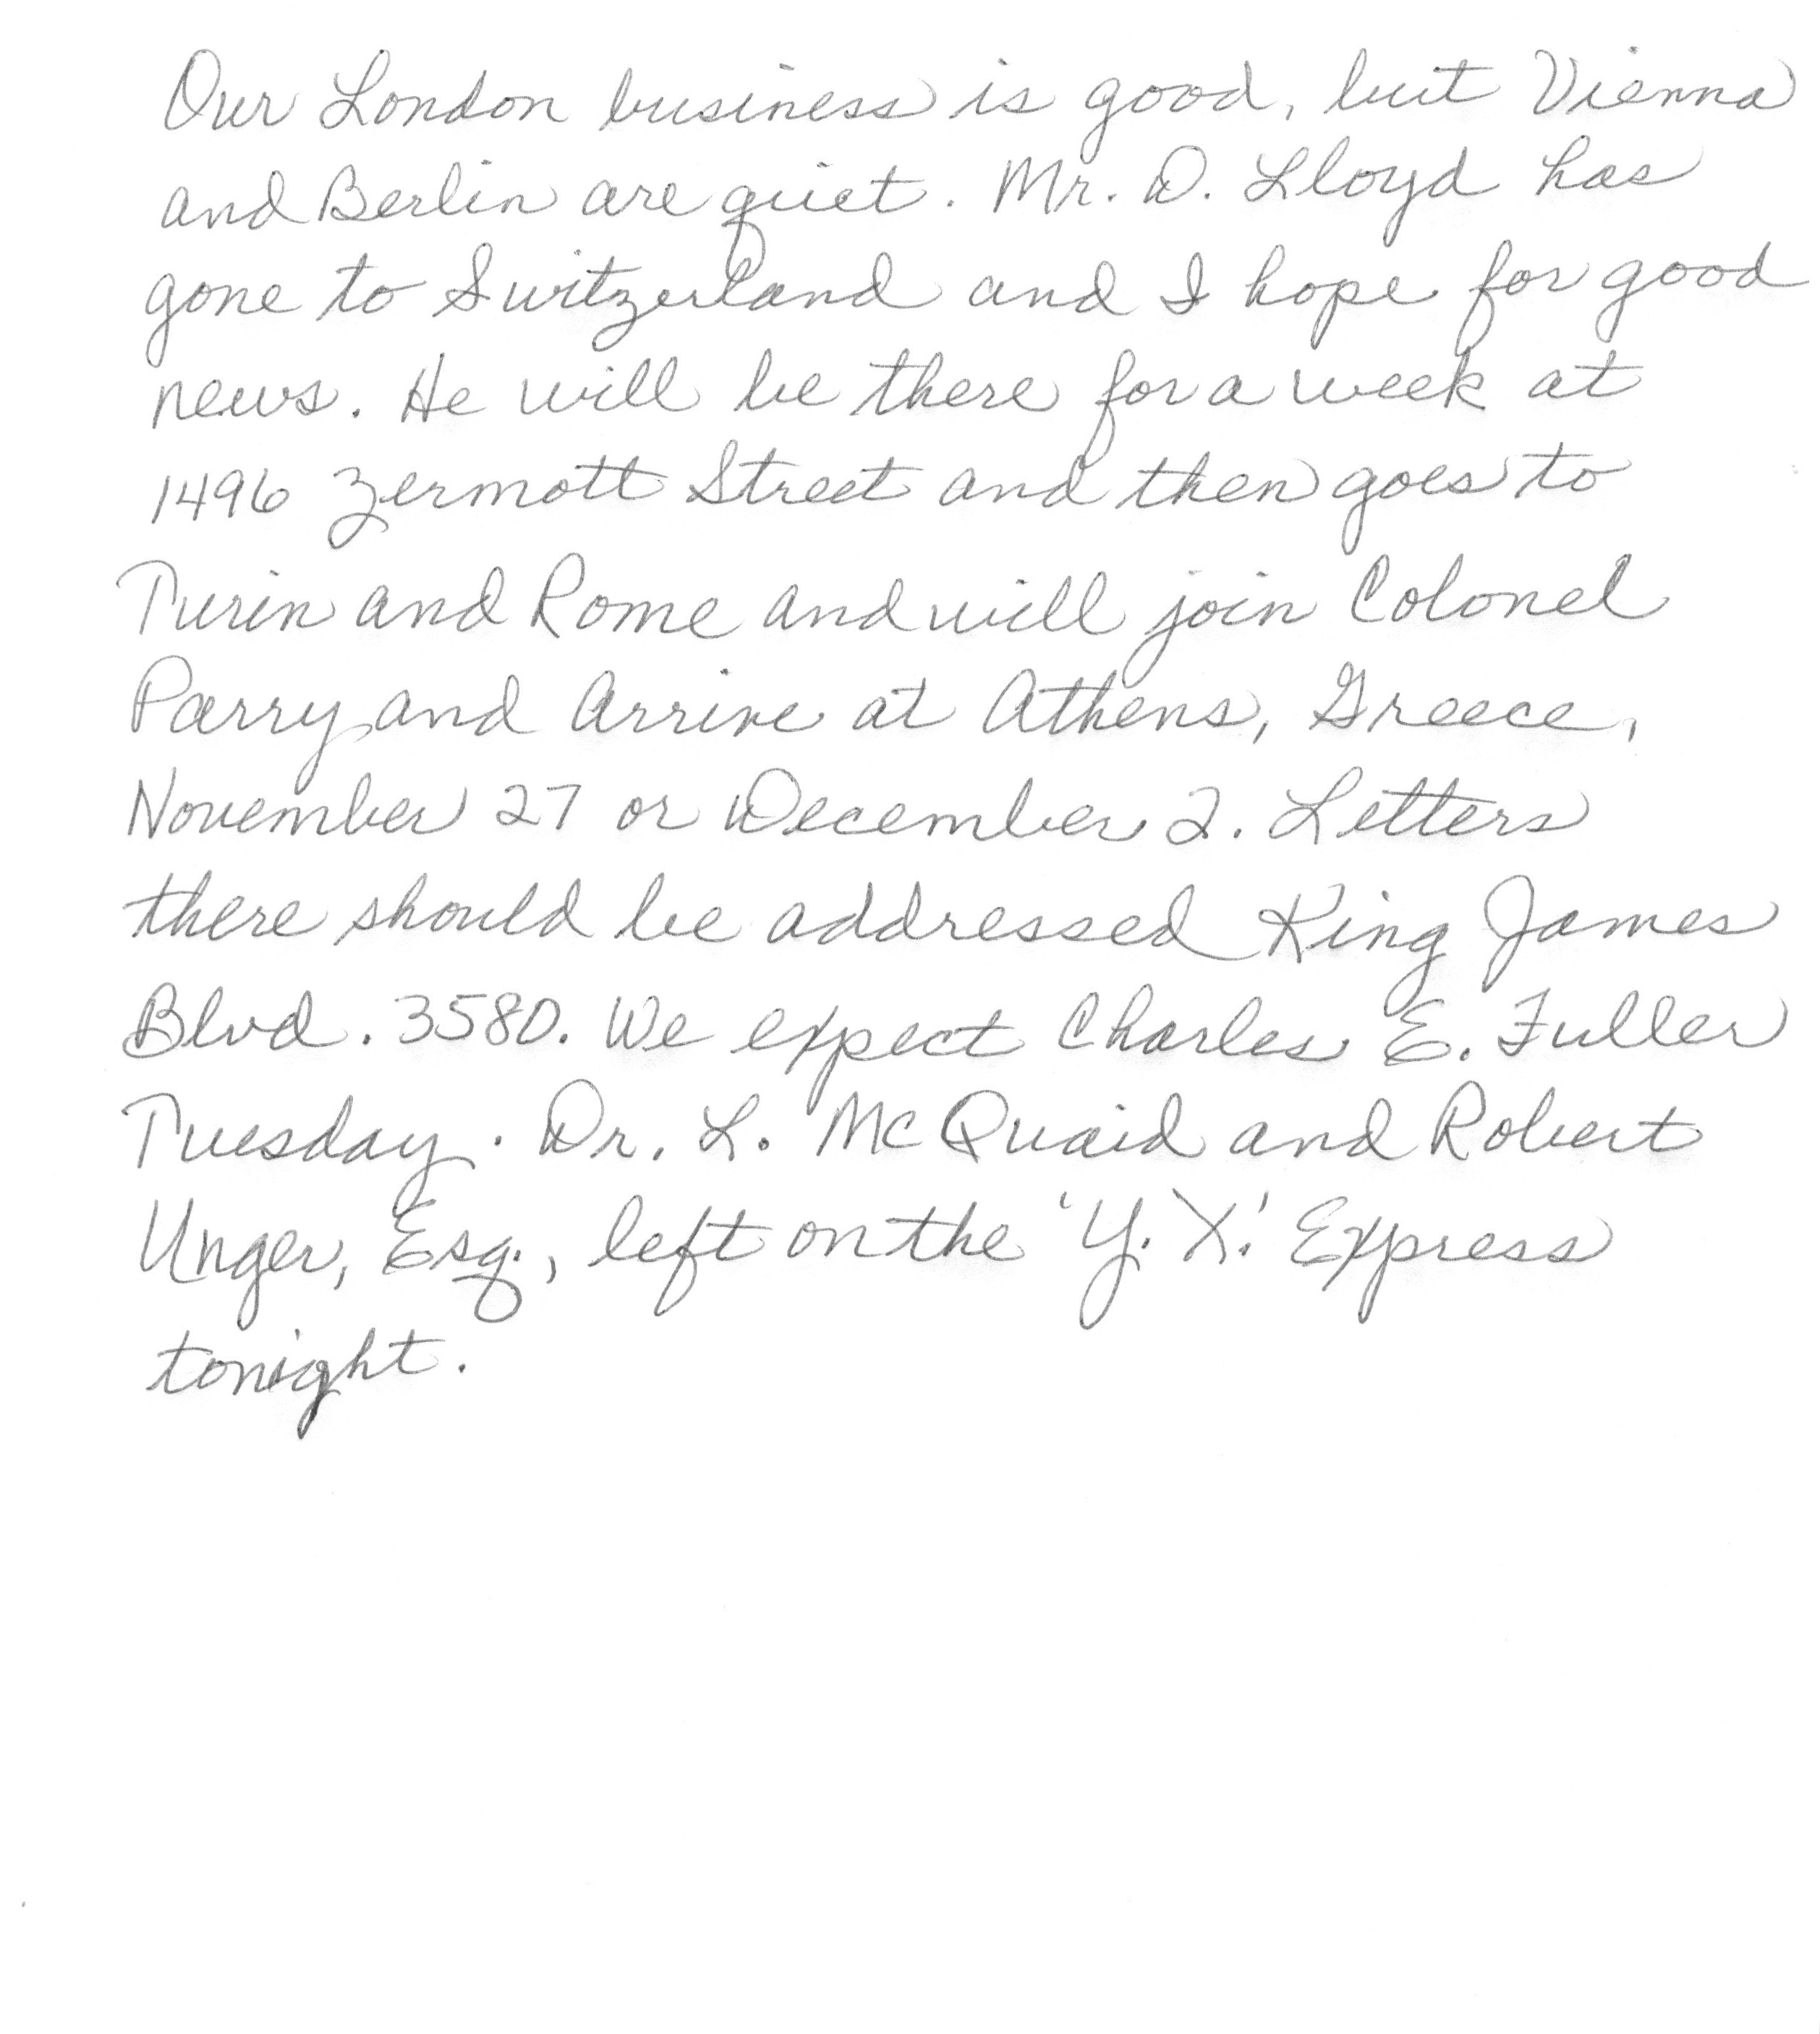 Our London business is good, but Vienna
and Berlin are quiet. Mr. D. Lloyd has
gone to Switzerland and I hope for good
news. He will be there for a week at
1496 Zermott Street and then goes to
Turin and Rome and will join Colonel
Parry and arrive at Athens, Greece,
November 27 or December 2. Letters
there should be addressed King James
Blvd. 3580. We expect Charles E. Fuller
Tuesday. Dr. L. McQuaid and Robert
Unger, Esq., left on the 'Y. X.' Express
tonight.